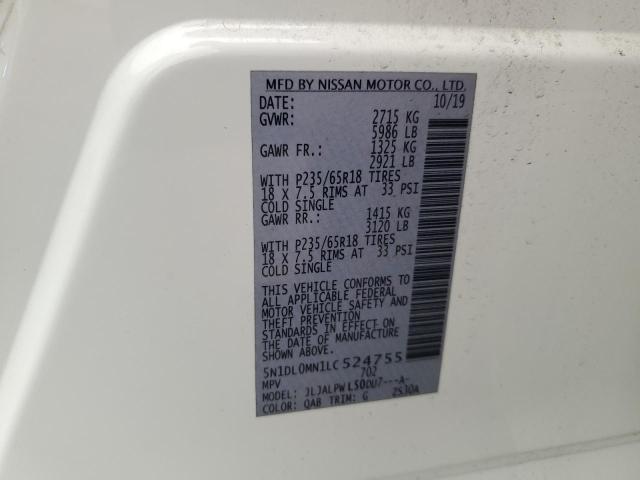 MFD BY NISSAN MOTOR CO., LTD.
DATE: 10/19
GVWR: 2715 KG
5986 LB
GAWR FR.: 1325 KG
2921 LB
WITH P235/65R18 TIRES
18 X 7.5 RIMS AT 33 PSI
COLD SINGLE
GAWR RR.: 1415 KG
3120 LB
WITH P235/65R18 TIRES
18 X 7.5 RIMS AT 33 PSI
COLD SINGLE
THIS VEHICLE CONFORMS TO
ALL APPLICABLE FEDERAL
MOTOR VEHICLE SAFETY AND
THEFT PREVENTION
STANDARDS IN EFFECT ON
THE DATE OF MANUFACTURE
SHOWN ABOVE.
5N1DL0MN1LC524755
MPV 702
MODEL: JLJALPWL50DU7---A-
COLOR: QAB TRIM: G 2SJ0A